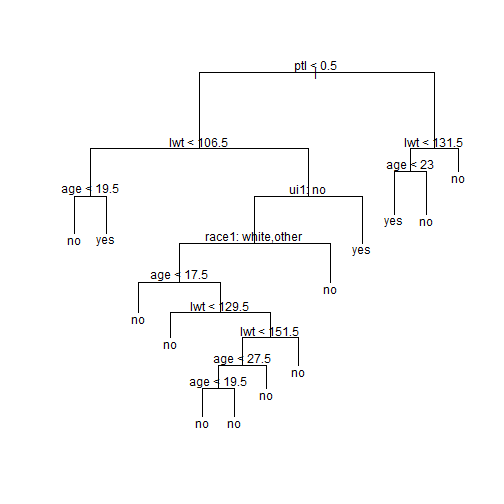 ptl < 0.5
lwt < 106.5
lwt < 131.5
age < 23
no
age < 19.5
ui1: no
no
yes
yes
no
yes
race1: white,other
yes
age < 17.5
no
lwt < 129.5
no
lwt < 151.5
no
age < 27.5
no
age < 19.5
no
no
no